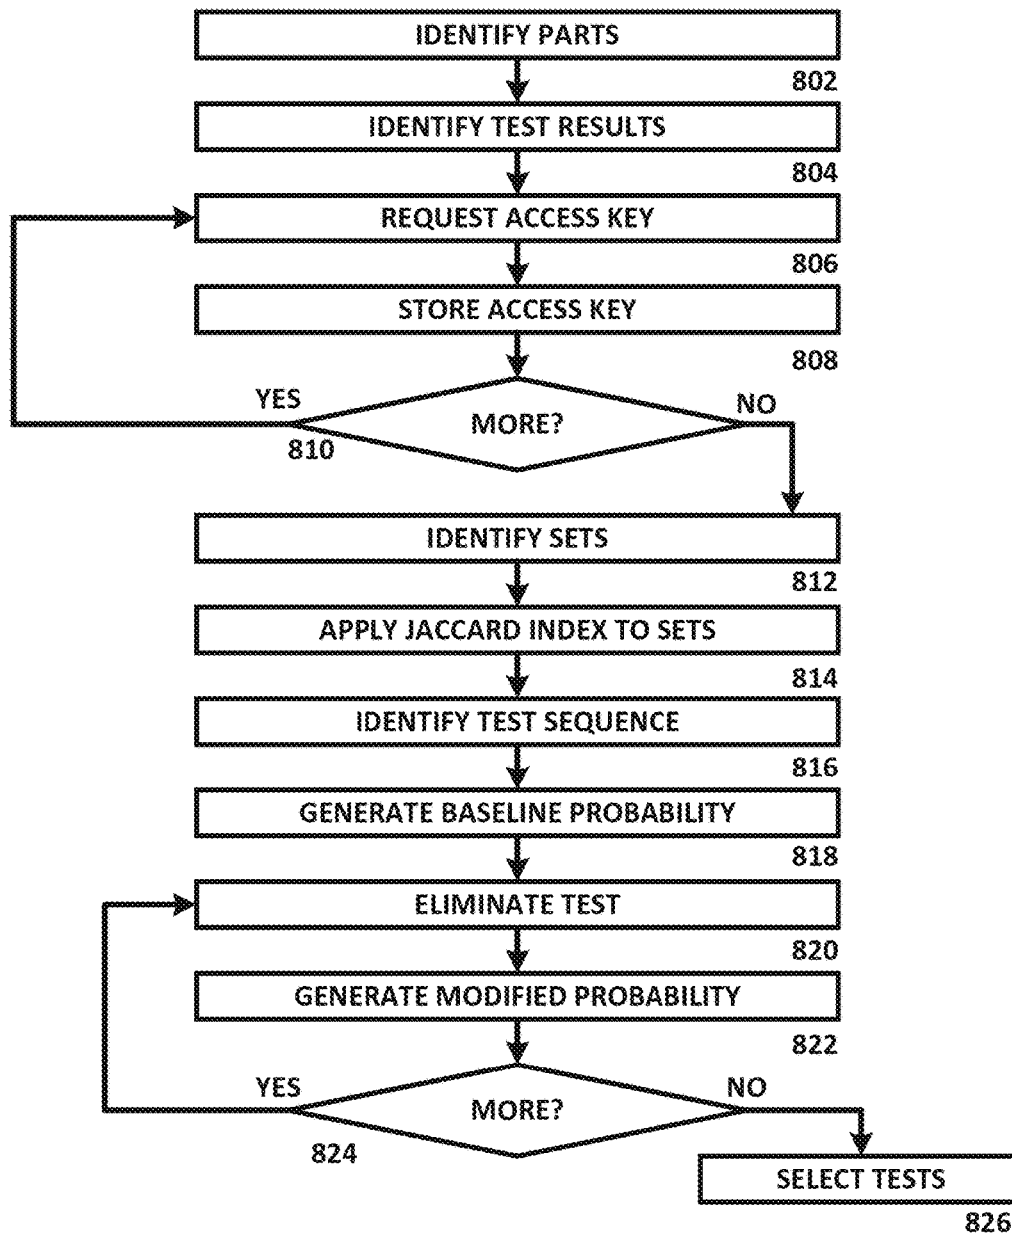 IDENTIFY PARTS
802
IDENTIFY TEST RESULTS
804
REQUEST ACCESS KEY
806
STORE ACCESS KEY
808
YES
MORE?
NO
810
IDENTIFY SETS
812
APPLY JACCARD INDEX TO SETS
814
IDENTIFY TEST SEQUENCE
816
GENERATE BASELINE PROBABILITY
818
ELIMINATE TEST
820
GENERATE MODIFIED PROBABILITY
822
YES
MORE?
NO
824
SELECT TESTS
826